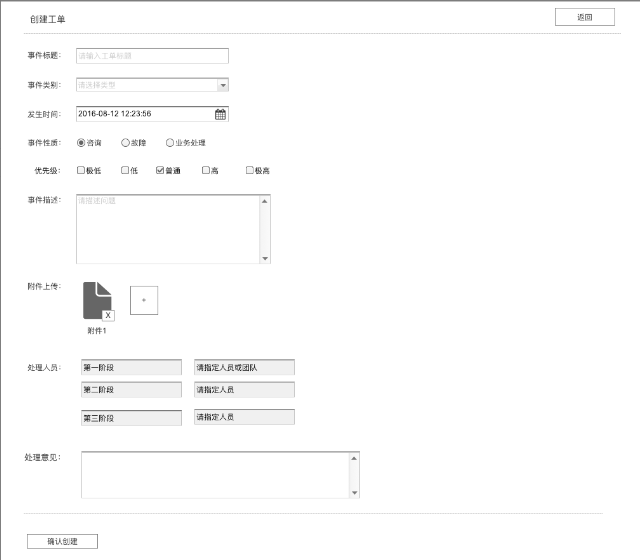 创建工单
返回
事件标题： 请输入工单标题
事件类别： 请选择类型
发生时间： 2016-08-12 12:23:56
事件性质： 咨询 故障 业务处理
优先级： 极低 低 普通 高 极高
事件描述： 请描述问题
附件上传： X +
附件1
处理人员： 第一阶段 请指定人员或团队
第二阶段 请指定人员
第三阶段 请指定人员
处理意见：
确认创建